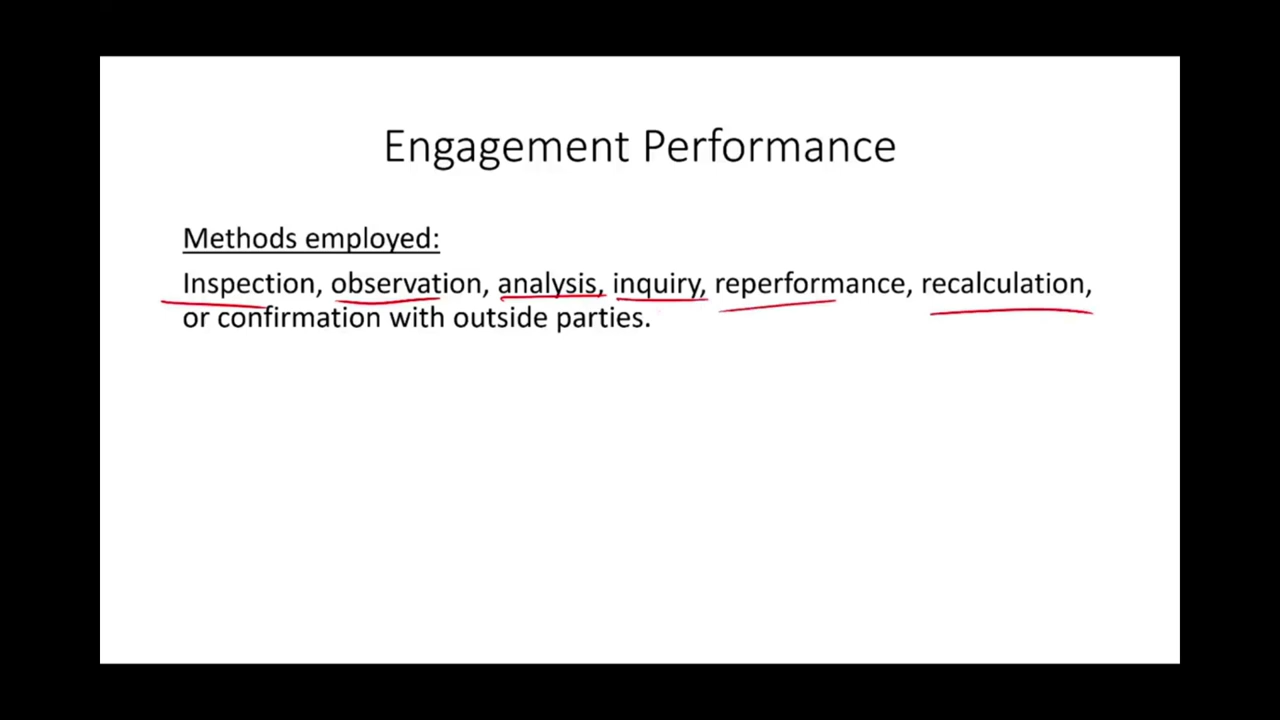 Engagement Performance
Methods employed:
Inspection, observation, analysis, inquiry, reperformance, recalculation,
or confirmation with outside parties.